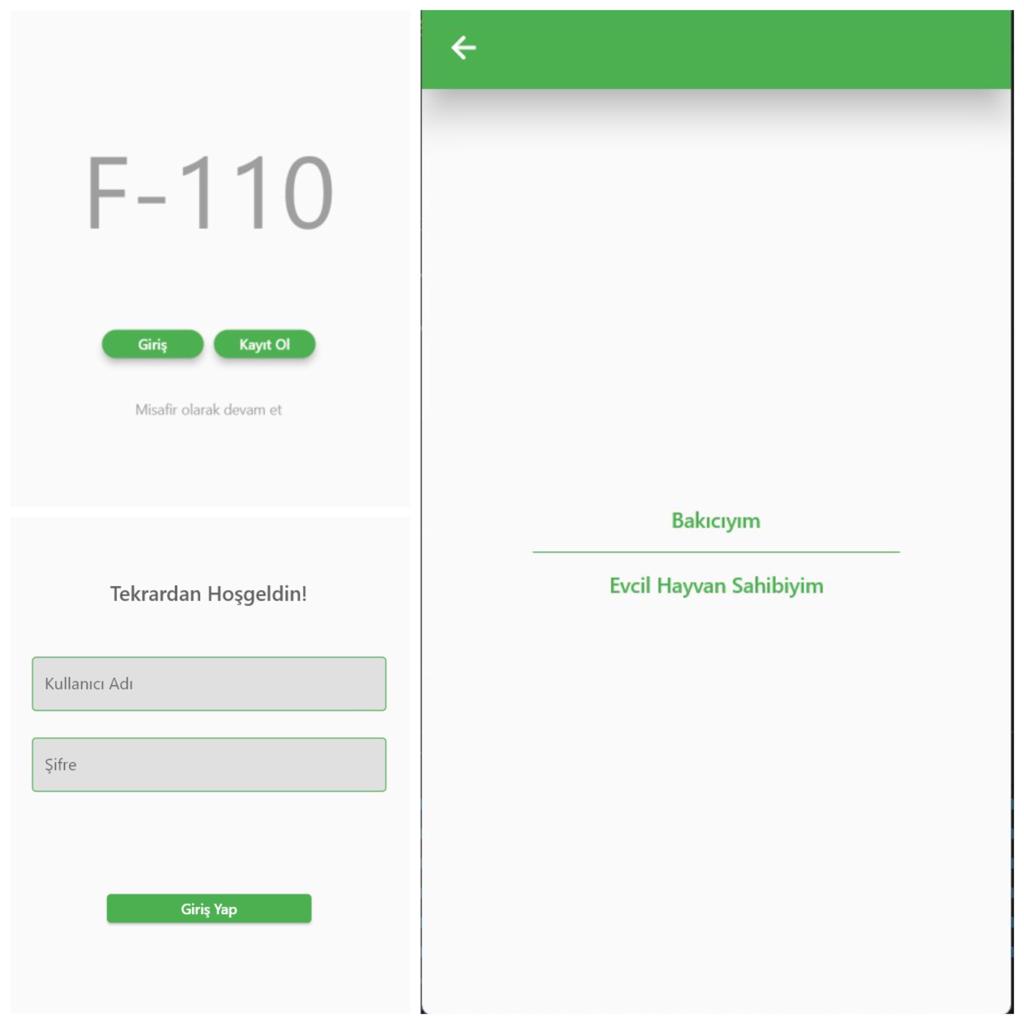 F-110
Giriş
Kayıt Ol
Misafir olarak devam et
Tekrardan Hoşgeldin!
Kullanıcı Adı
Şifre
Giriş Yap
Bakıcıyım
Evcil Hayvan Sahibiyim